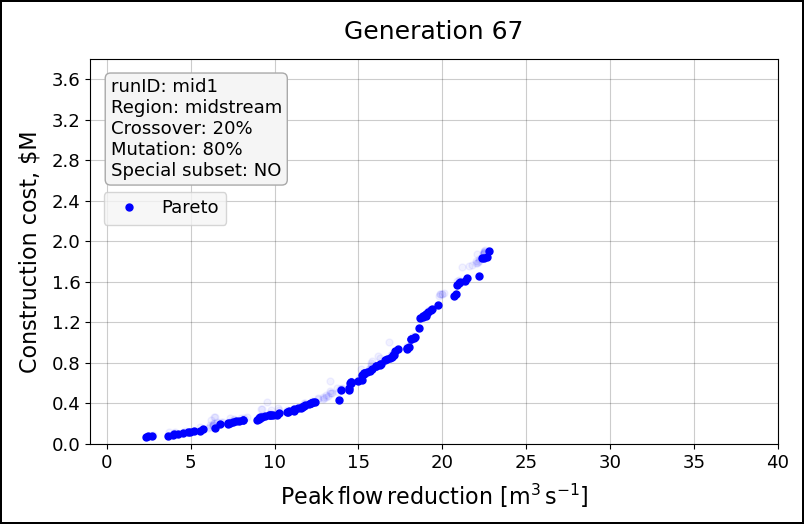 Generation 67
runID: mid1
Region: midstream
Crossover: 20%
Mutation: 80%
Special subset: NO
Pareto
Construction cost, $M
3.6
3.2
2.8
2.4
2.0
1.6
1.2
0.8
0.4
0.0
0 5 10 15 20 25 30 35 40
Peak flow reduction [m³ s⁻¹]